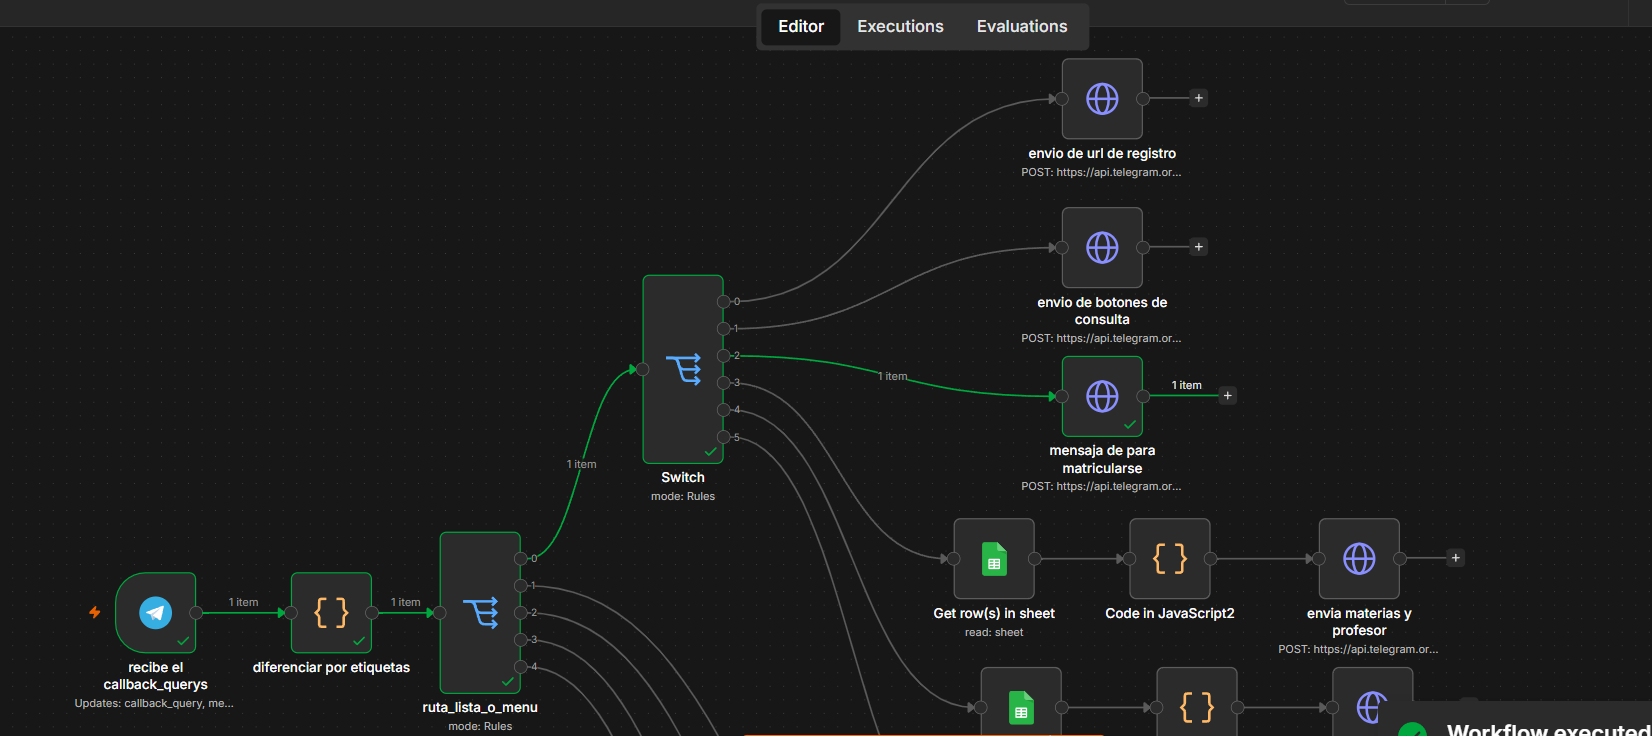 Editor
Executions
Evaluations
envio de url de registro
POST: https://api.telegram.or...
envio de botones de
consulta
POST: https://api.telegram.or...
0
1
2
3
4
5
1 item
1 item
mensaja de para
matricularse
POST: https://api.telegram.or...
1 item
Switch
mode: Rules
Get row(s) in sheet
read: sheet
Code in JavaScript2
envia materias y
profesor
POST: https://api.telegram.or...
1 item
1 item
0
1
2
3
4
recibe el
callback_querys
Updates: callback_query, me...
diferenciar por etiquetas
ruta_lista_o_menu
mode: Rules
Workflow executed